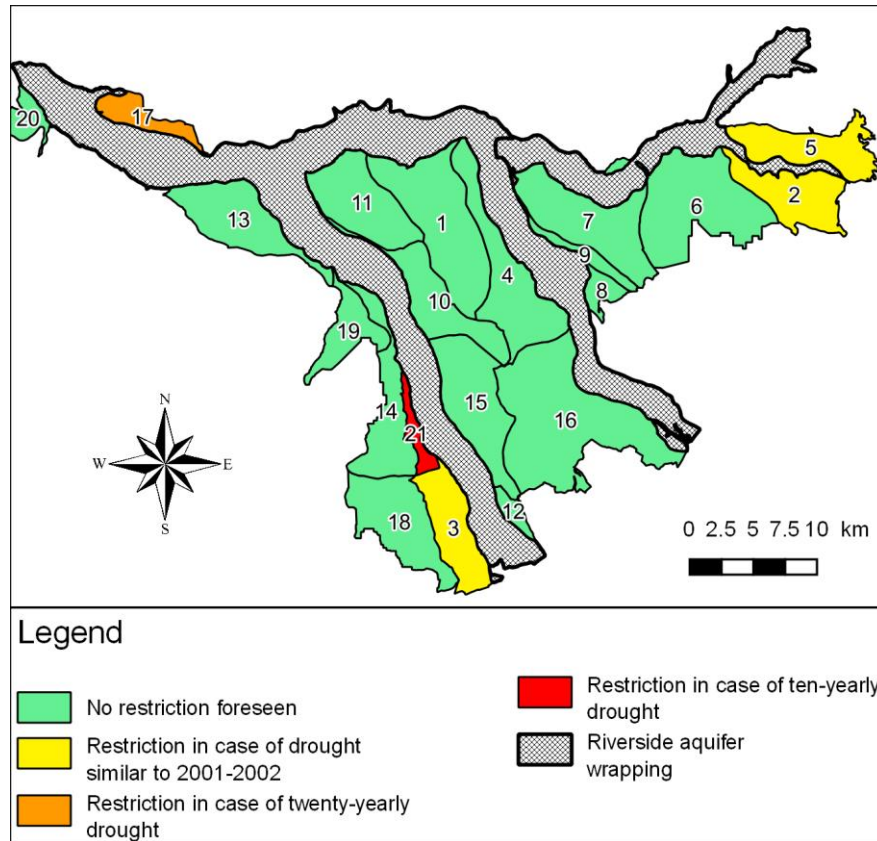 20
17
5
2
13
11
1
7
6
9
4
10
8
19
15
14
16
21
N
W E
S
18
3
12
0 2.5 5 7.5 10 km
Legend
No restriction foreseen
Restriction in case of drought
similar to 2001-2002
Restriction in case of twenty-yearly
drought
Restriction in case of ten-yearly
drought
Riverside aquifer
wrapping